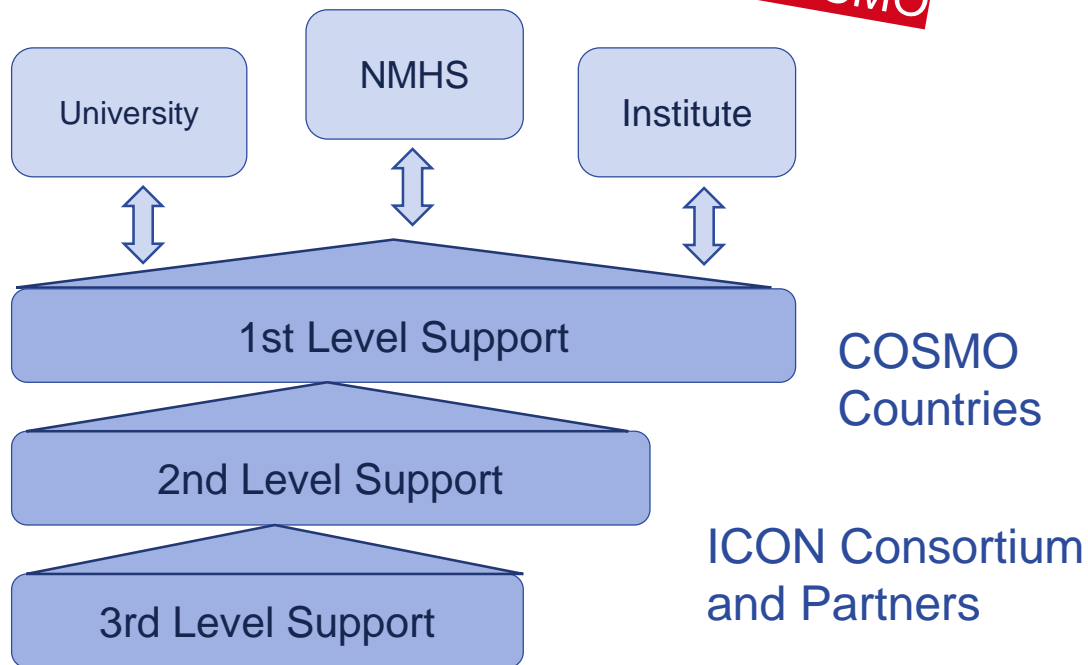 NMHS
University
Institute
1st Level Support
COSMO
Countries
2nd Level Support
ICON Consortium
and Partners
3rd Level Support